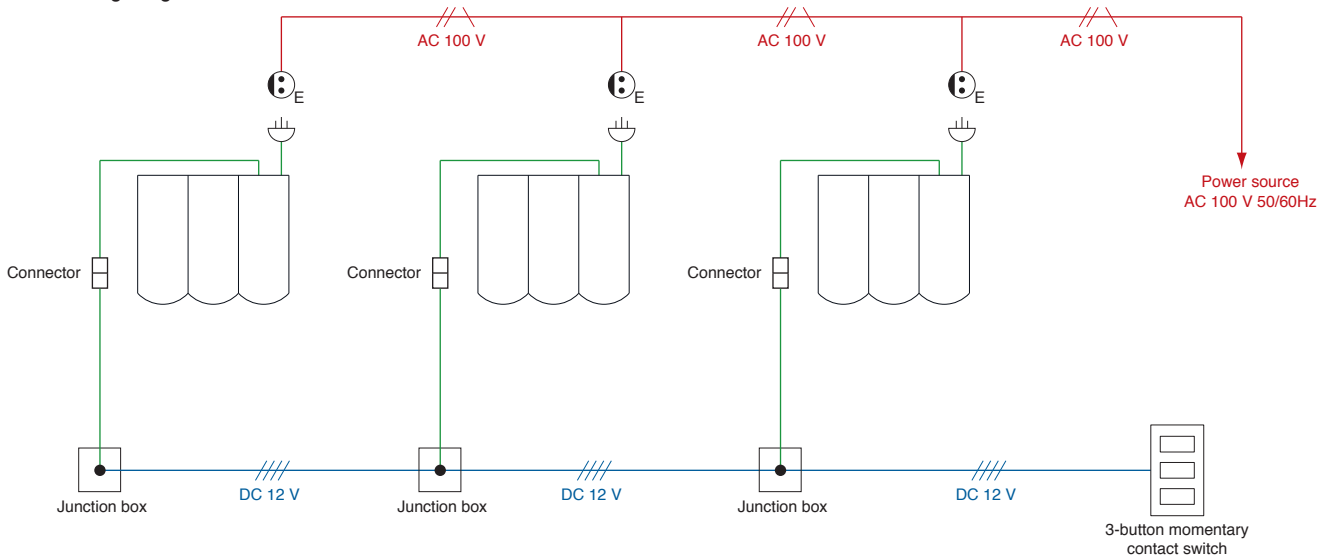 AC 100 V
AC 100 V
AC 100 V
E
E
E
Power source
AC 100 V 50/60Hz
Connector
Connector
Connector
DC 12 V
DC 12 V
DC 12 V
Junction box
Junction box
Junction box
3-button momentary
contact switch